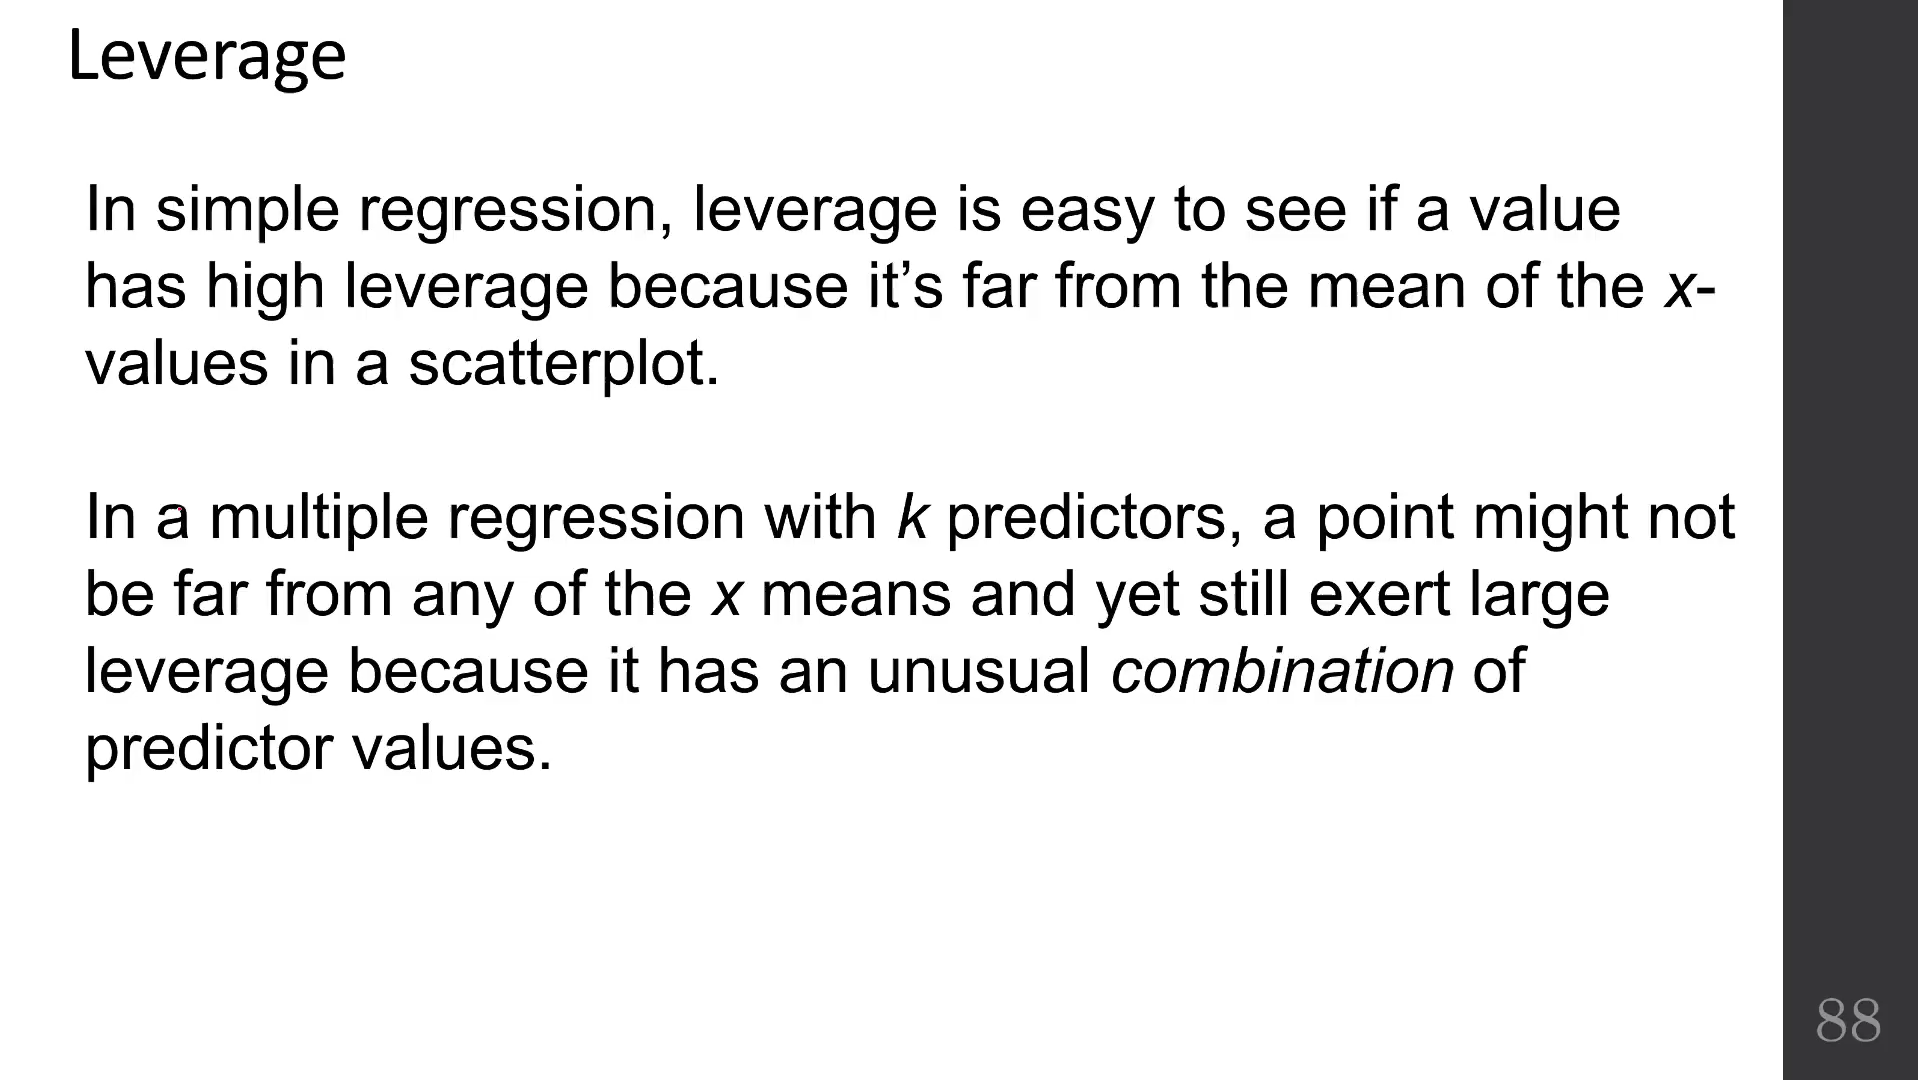 Leverage
In simple regression, leverage is easy to see if a value
has high leverage because it’s far from the mean of the x-
values in a scatterplot.
In a multiple regression with k predictors, a point might not
be far from any of the x means and yet still exert large
leverage because it has an unusual combination of
predictor values.
88